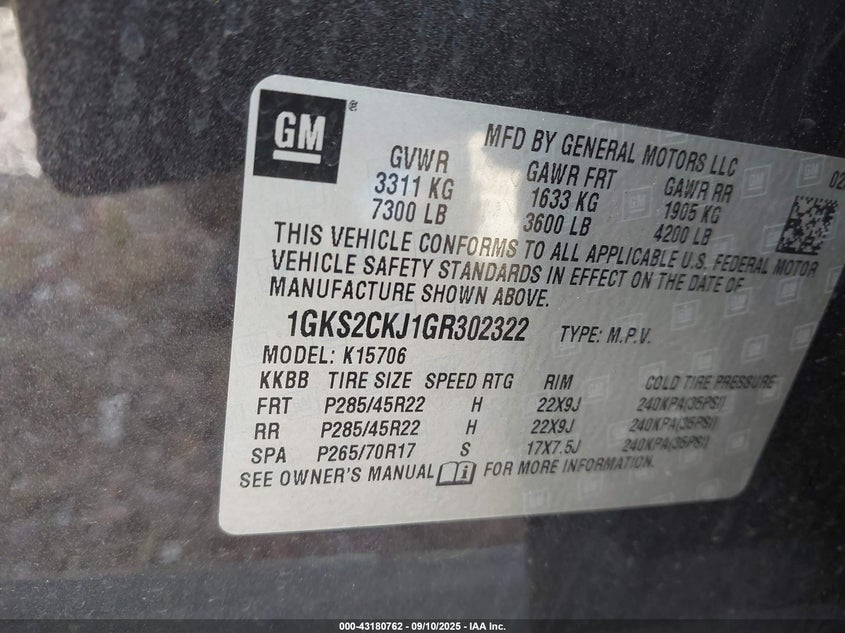 GM ®
MFD BY GENERAL MOTORS LLC
GVWR GAWR FRT GAWR RR
3311 KG 1633 KG 1905 KG
7300 LB 3600 LB 4200 LB
THIS VEHICLE CONFORMS TO ALL APPLICABLE U.S. FEDERAL MOTOR
VEHICLE SAFETY STANDARDS IN EFFECT ON THE DATE OF
MANUFACTURE SHOWN ABOVE.
1GKS2CKJ1GR302322 TYPE: M.P.V.
MODEL: K15706
KKBB TIRE SIZE SPEED RTG RIM COLD TIRE PRESSURE
FRT P285/45R22 H 22X9J 240KPA(35PSI)
RR P285/45R22 H 22X9J 240KPA(35PSI)
SPA P265/70R17 S 17X7.5J 240KPA(35PSI)
SEE OWNER'S MANUAL FOR MORE INFORMATION.
000-43180762 - 09/10/2025 - IAA Inc.